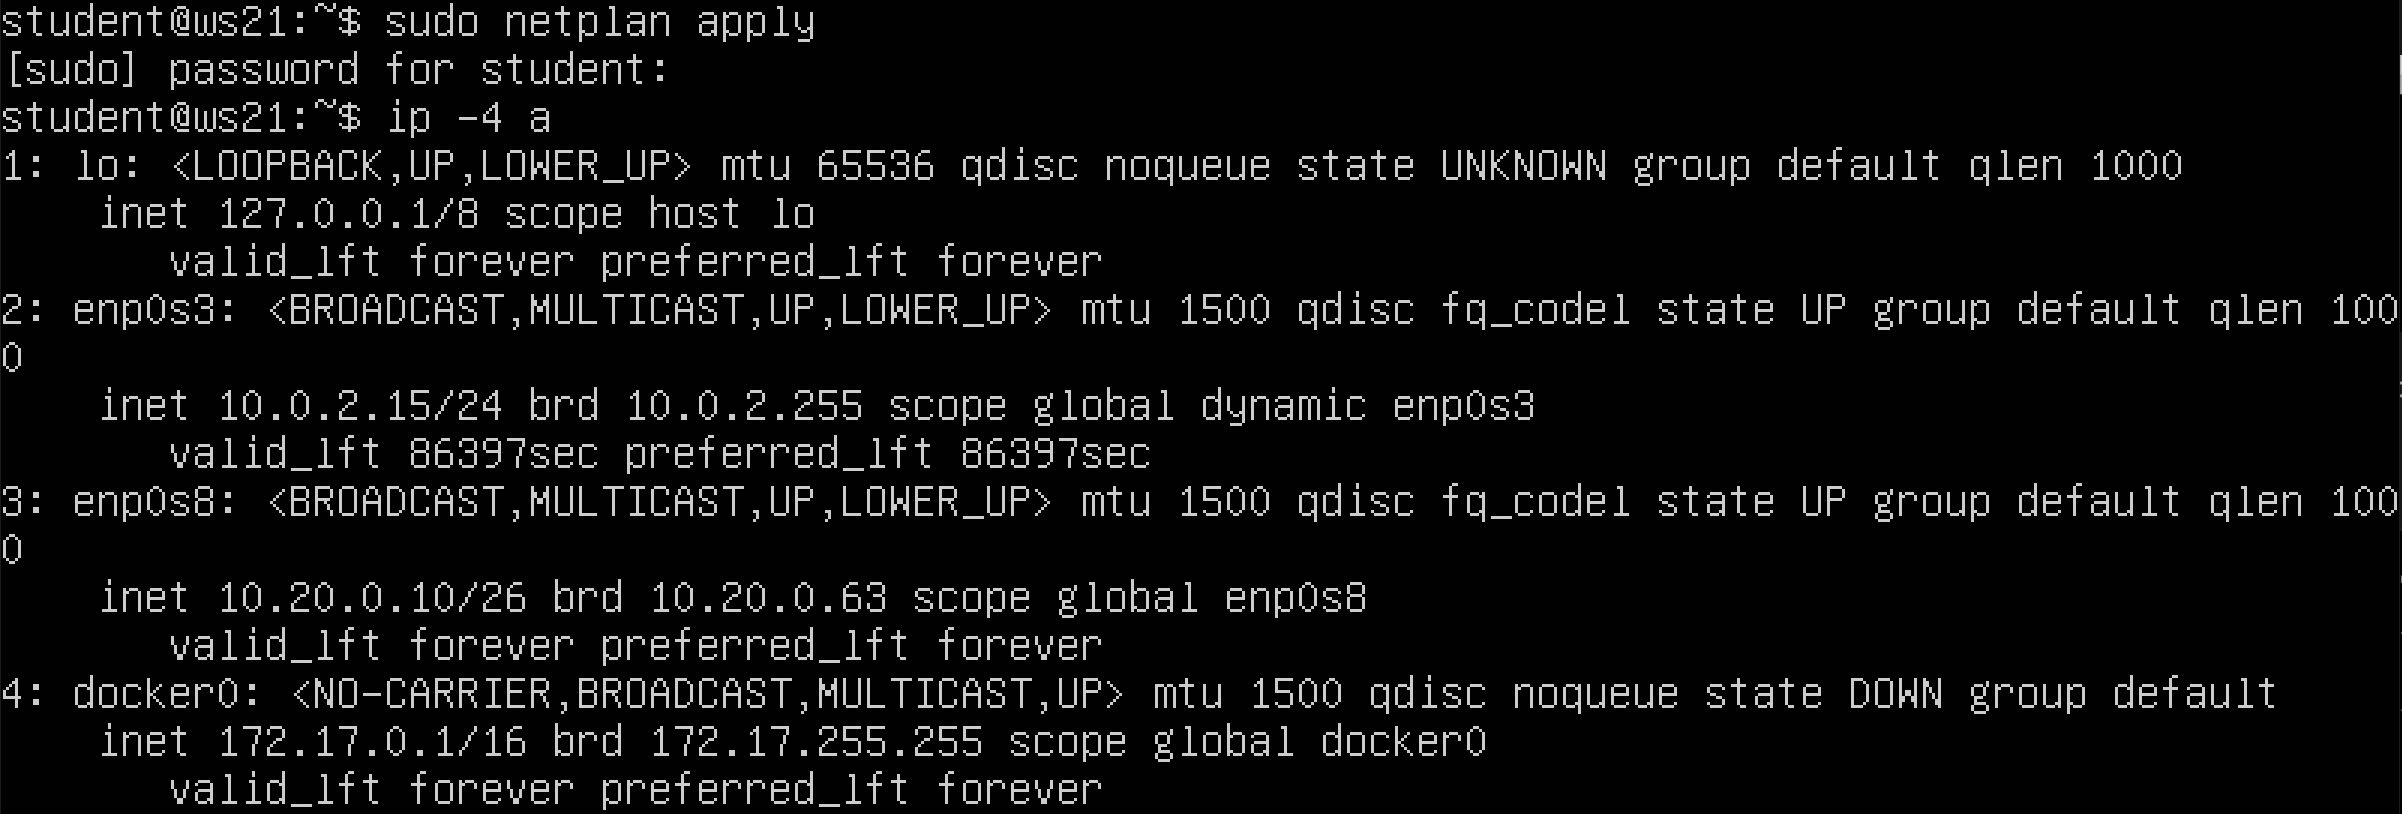 student@ws21:~$ sudo netplan apply
[sudo] password for student:
student@ws21:~$ ip -4 a
1: lo: <LOOPBACK,UP,LOWER_UP> mtu 65536 qdisc noqueue state UNKNOWN group default qlen 1000
    inet 127.0.0.1/8 scope host lo
       valid_lft forever preferred_lft forever
2: enp0s3: <BROADCAST,MULTICAST,UP,LOWER_UP> mtu 1500 qdisc fq_codel state UP group default qlen 100
0
    inet 10.0.2.15/24 brd 10.0.2.255 scope global dynamic enp0s3
       valid_lft 86397sec preferred_lft 86397sec
3: enp0s8: <BROADCAST,MULTICAST,UP,LOWER_UP> mtu 1500 qdisc fq_codel state UP group default qlen 100
0
    inet 10.20.0.10/26 brd 10.20.0.63 scope global enp0s8
       valid_lft forever preferred_lft forever
4: docker0: <NO-CARRIER,BROADCAST,MULTICAST,UP> mtu 1500 qdisc noqueue state DOWN group default
    inet 172.17.0.1/16 brd 172.17.255.255 scope global docker0
       valid_lft forever preferred_lft forever